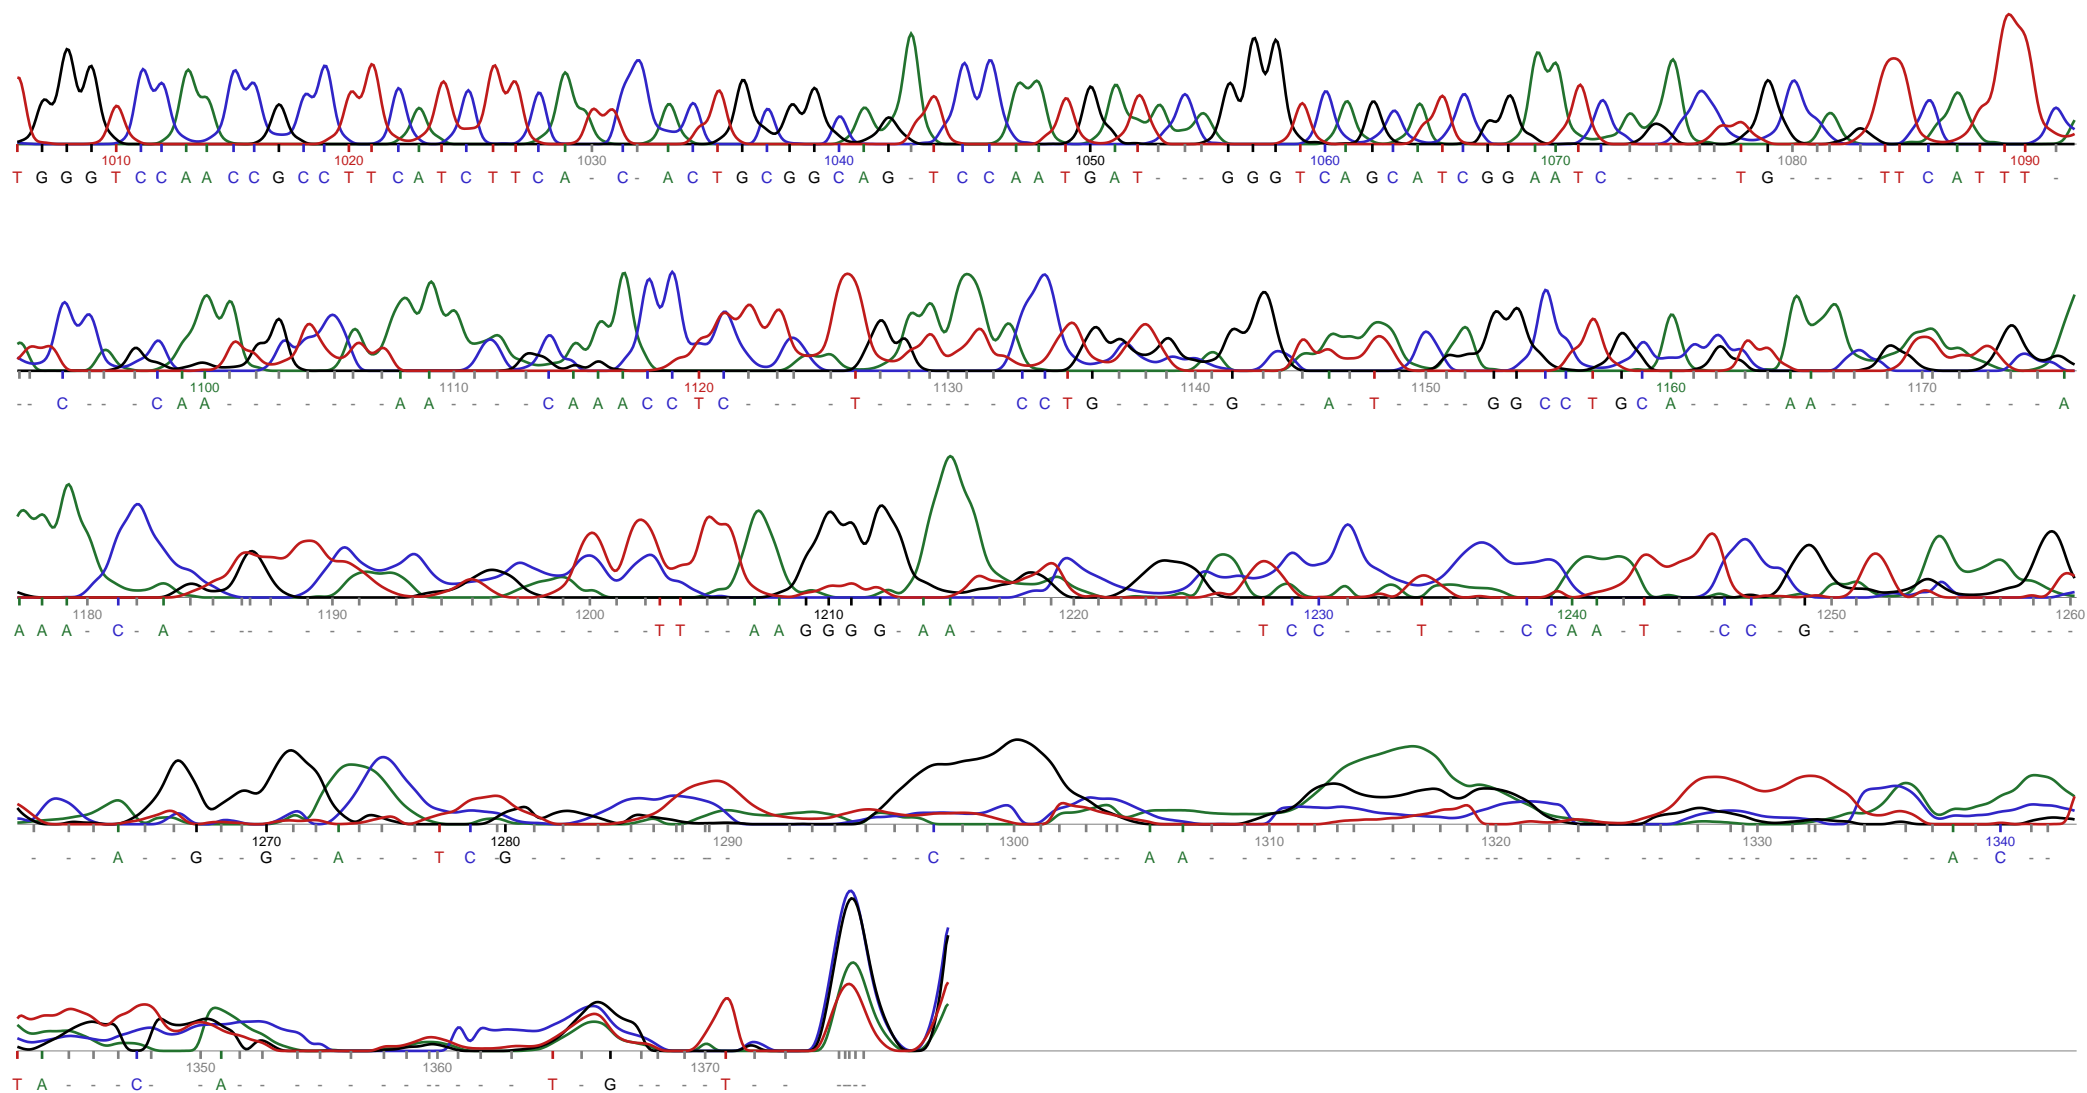 1010 1020 1030 1040 1050 1060 1070 1080 1090
T G G G T C C A A C C G C C T T C A T C T T C A - C - A C T G C G G C A G - T C C A A T G A T - - - G G G T C A G C A T C G G A A T C - - - - - T G - - - - T T C A T T T -
1100 1110 1120 1130 1140 1150 1160 1170
- - C - - - C A A - - - - - - - A A - - - - C A A A C C T C - - - - T - - - - - - C C T G - - - - - G - - - A - T - - - - G G C C T G C A - - - - A A - - - - - - - - - - A
1180 1190 1200 1210 1220 1230 1240 1250 1260
A A A - C - A - - - - - - - - - - - - - - - - - - - T T - - A A G G G G - A A - - - - - - - - - - - - T C C - - - T - - - C C A A - T - - C C - G - - - - - - - - - - -
1270 1280 1290 1300 1310 1320 1330 1340
- - - A - - G - - G - - A - - - T C - G - - - - - - - - - - - - - - - - - C - - - - - - - A A - - - - - - - - - - - - - - - - - - - - - - - - - - - - - - - - A - C - -
1350 1360 1370
T A - - - C - - A - - - - - - - - - - - - - T - G - - - - T - - - - - - -